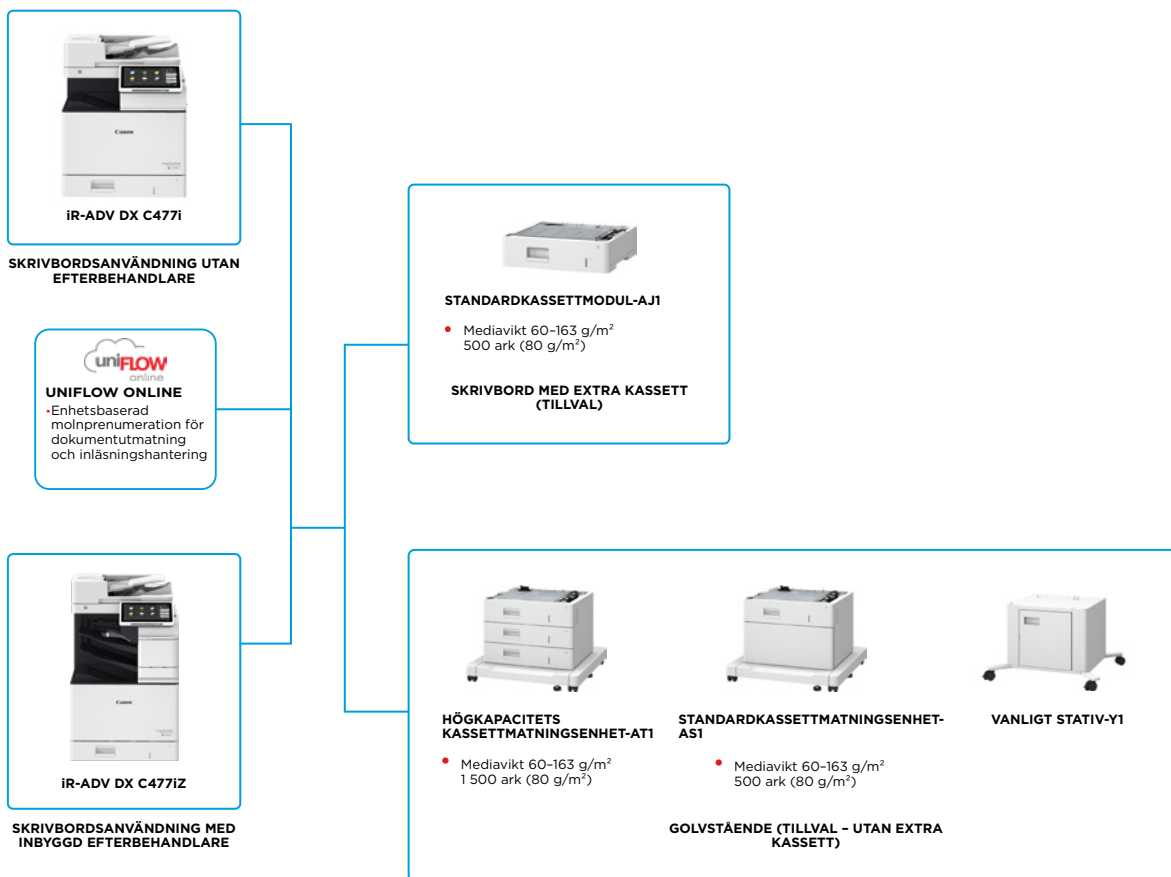 Canon
iR-ADV DX C477i
SKRIVBORDSANVÄNDNING UTAN
EFTERBEHANDLARE
uniFLOW
online
UNIFLOW ONLINE
•Enhetsbaserad
molnprenumeration för
dokumentutmatning
och inläsningshantering
Canon
iR-ADV DX C477iZ
SKRIVBORDSANVÄNDNING MED
INBYGGD EFTERBEHANDLARE
STANDARDKASSETTMODUL-AJ1
• Mediavikt 60–163 g/m²
500 ark (80 g/m²)
SKRIVBORD MED EXTRA KASSETT
(TILLVAL)
HÖGKAPACITETS
KASSETTMATNINGSENHET-AT1
• Mediavikt 60–163 g/m²
1 500 ark (80 g/m²)
STANDARDKASSETTMATNINGSENHET-
AS1
• Mediavikt 60–163 g/m²
500 ark (80 g/m²)
VANLIGT STATIV-Y1
GOLVSTÅENDE (TILLVAL – UTAN EXTRA
KASSETT)